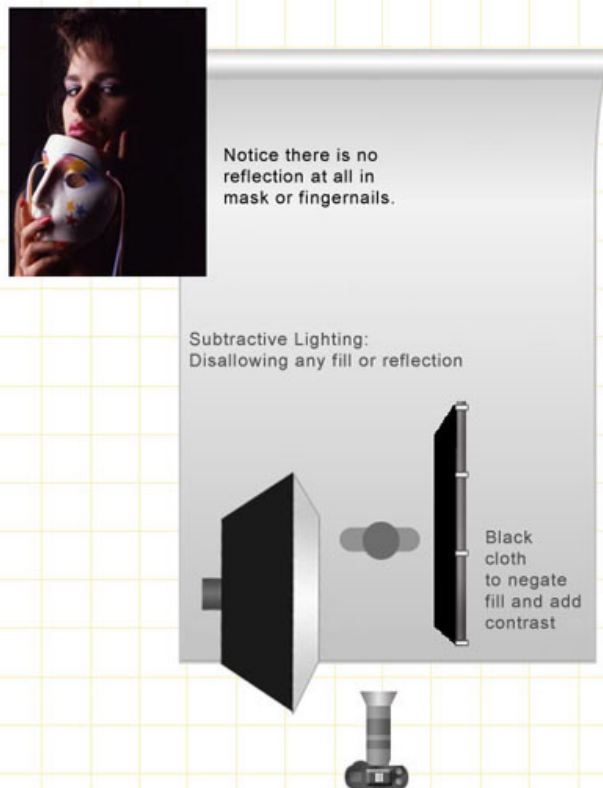 Notice there is no
reflection at all in
mask or fingernails.
Subtractive Lighting:
Disallowing any fill or reflection
Black
cloth
to negate
fill and add
contrast